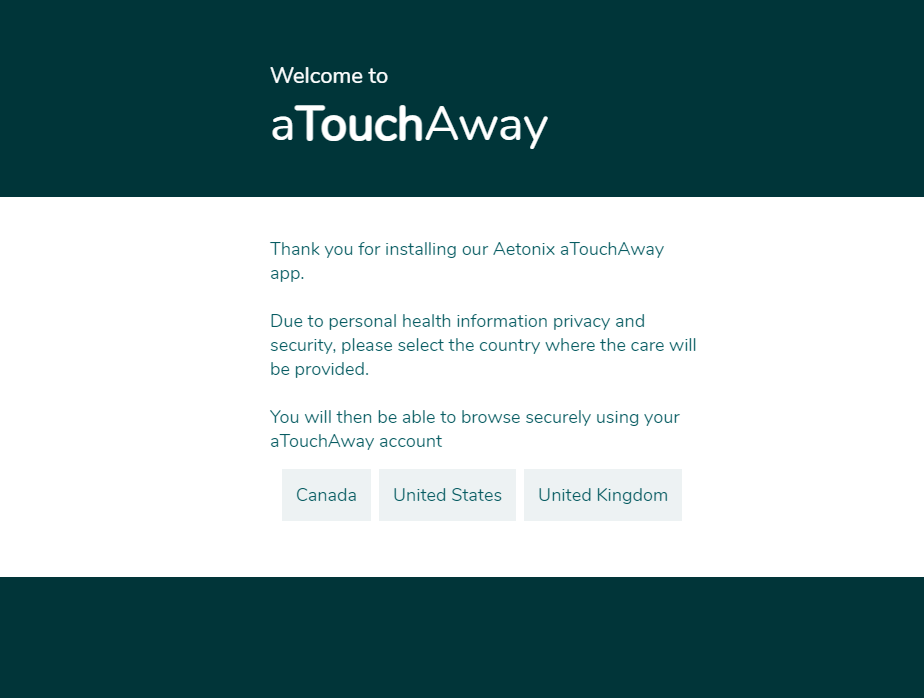 Welcome to
aTouchAway
Thank you for installing our Aetonix aTouchAway
app.
Due to personal health information privacy and
security, please select the country where the care will
be provided.
You will then be able to browse securely using your
aTouchAway account
Canada United States United Kingdom